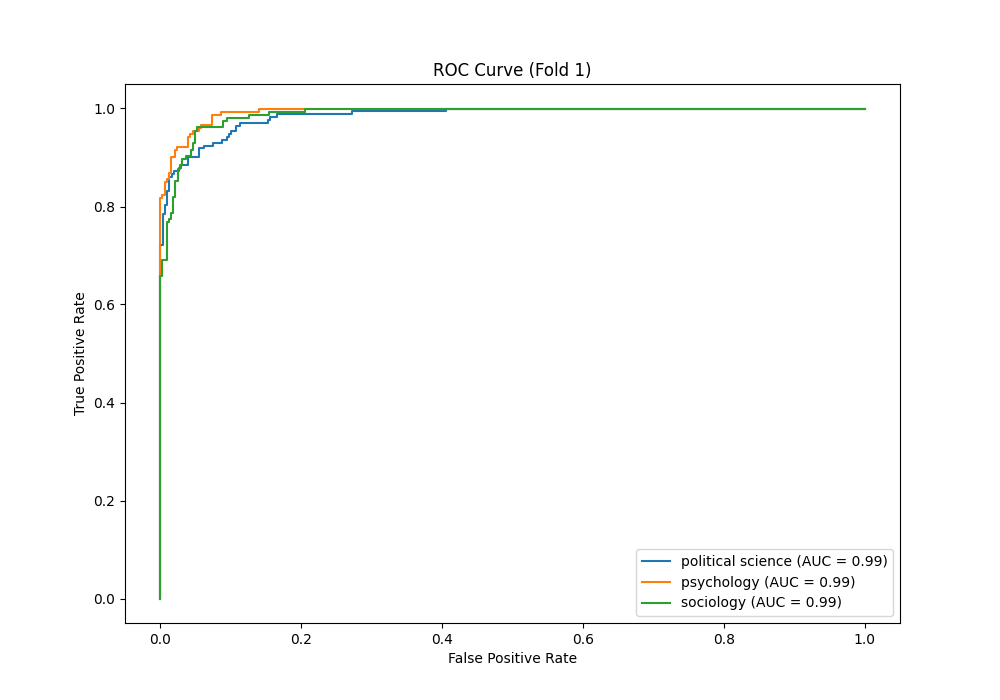 ROC Curve (Fold 1)
1.0
0.8
0.6
0.4
0.2
0.0
True Positive Rate
0.0 0.2 0.4 0.6 0.8 1.0
False Positive Rate
political science (AUC = 0.99)
psychology (AUC = 0.99)
sociology (AUC = 0.99)